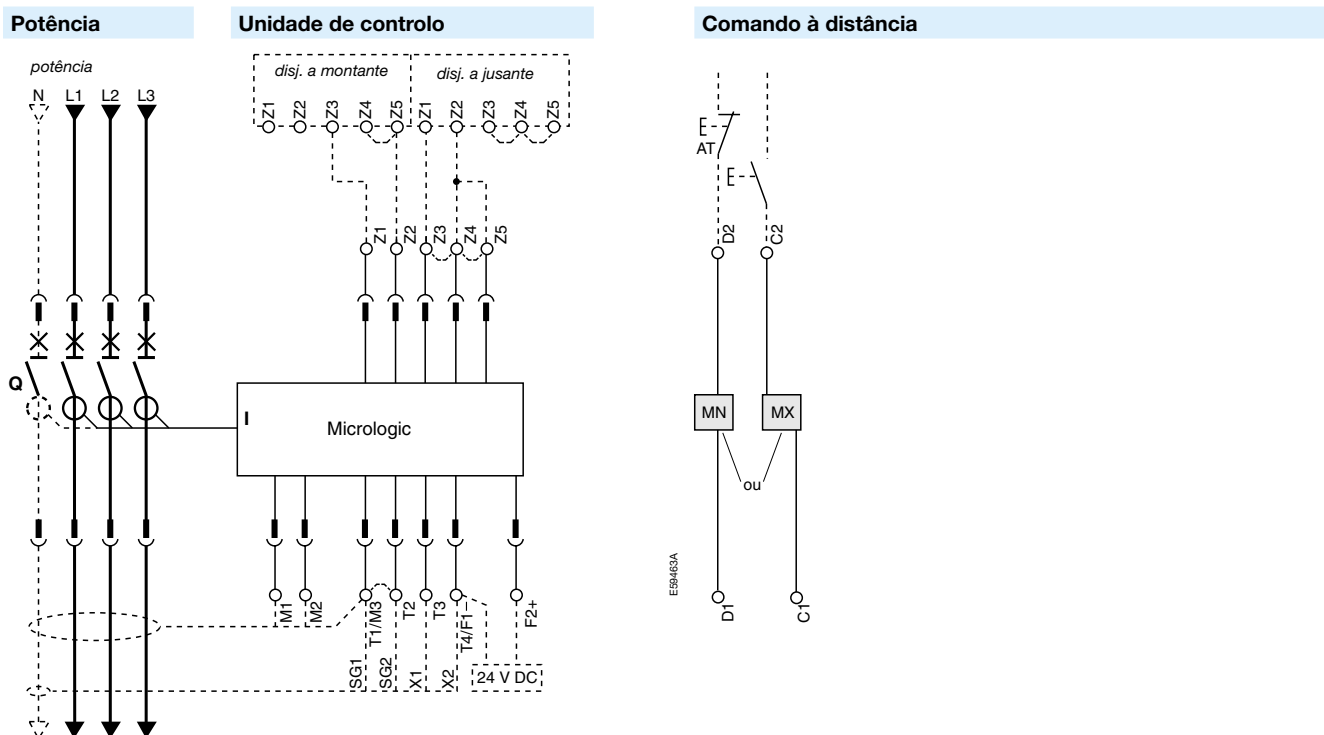 Potência
Unidade de controlo
Comando à distância
potência
N L1 L2 L3
disj. a montante
disj. a jusante
Z1 Z2 Z3 Z4 Z5 Z1 Z2 Z3 Z4 Z5
Z1 Z2 Z3 Z4 Z5
Q
I
Micrologic
M1 M2 T1/M3 T2 T3 T4/F1– F2+
SG1 SG2 X1 X2
24 V DC
E
AT
E
D2 C2
MN MX
ou
D1 C1
E59463A